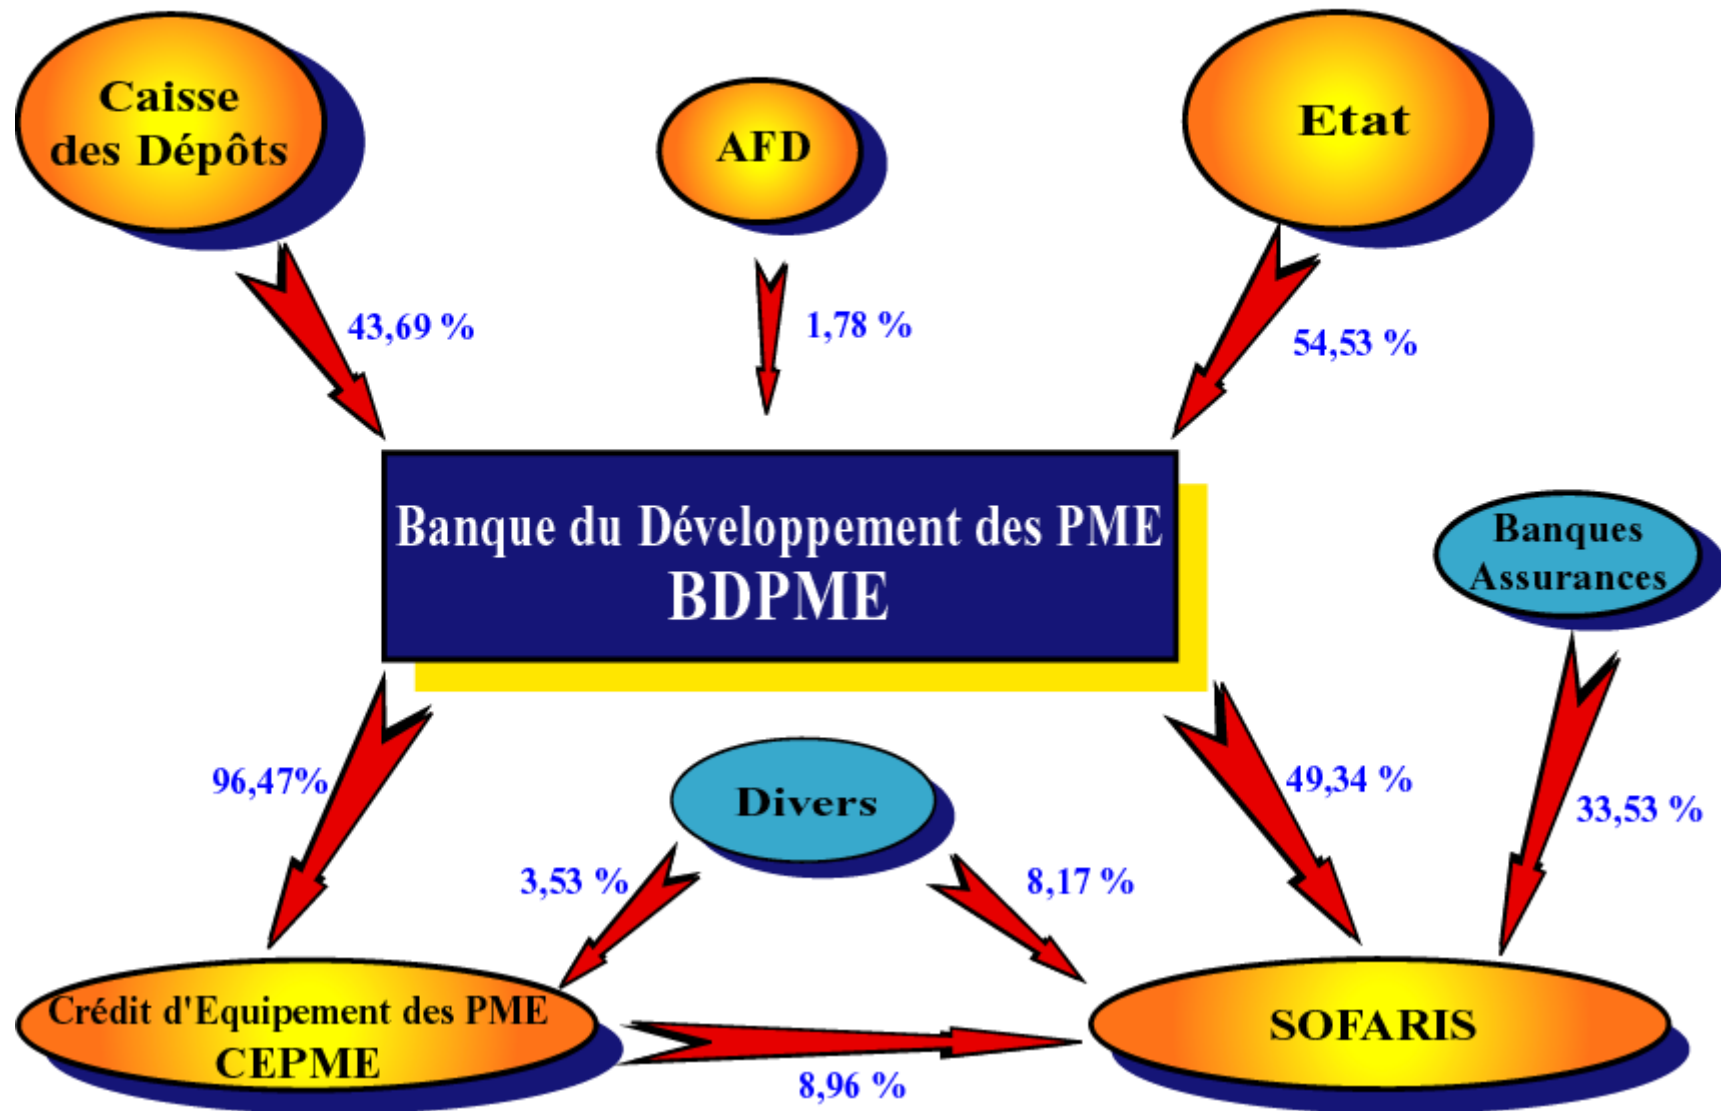 Caisse
des Dépôts
AFD
Etat
43,69 %
1,78 %
54,53 %
Banque du Développement des PME
BDPME
Banques
Assurances
96,47%
Divers
49,34 %
33,53 %
3,53 %
8,17 %
Crédit d'Equipement des PME
CEPME
SOFARIS
8,96 %